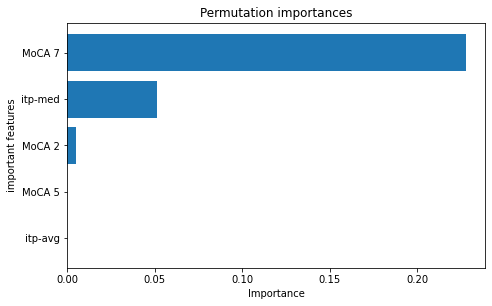 Permutation importances
important features
MoCA 7
itp-med
MoCA 2
MoCA 5
itp-avg
0.00 0.05 0.10 0.15 0.20
Importance